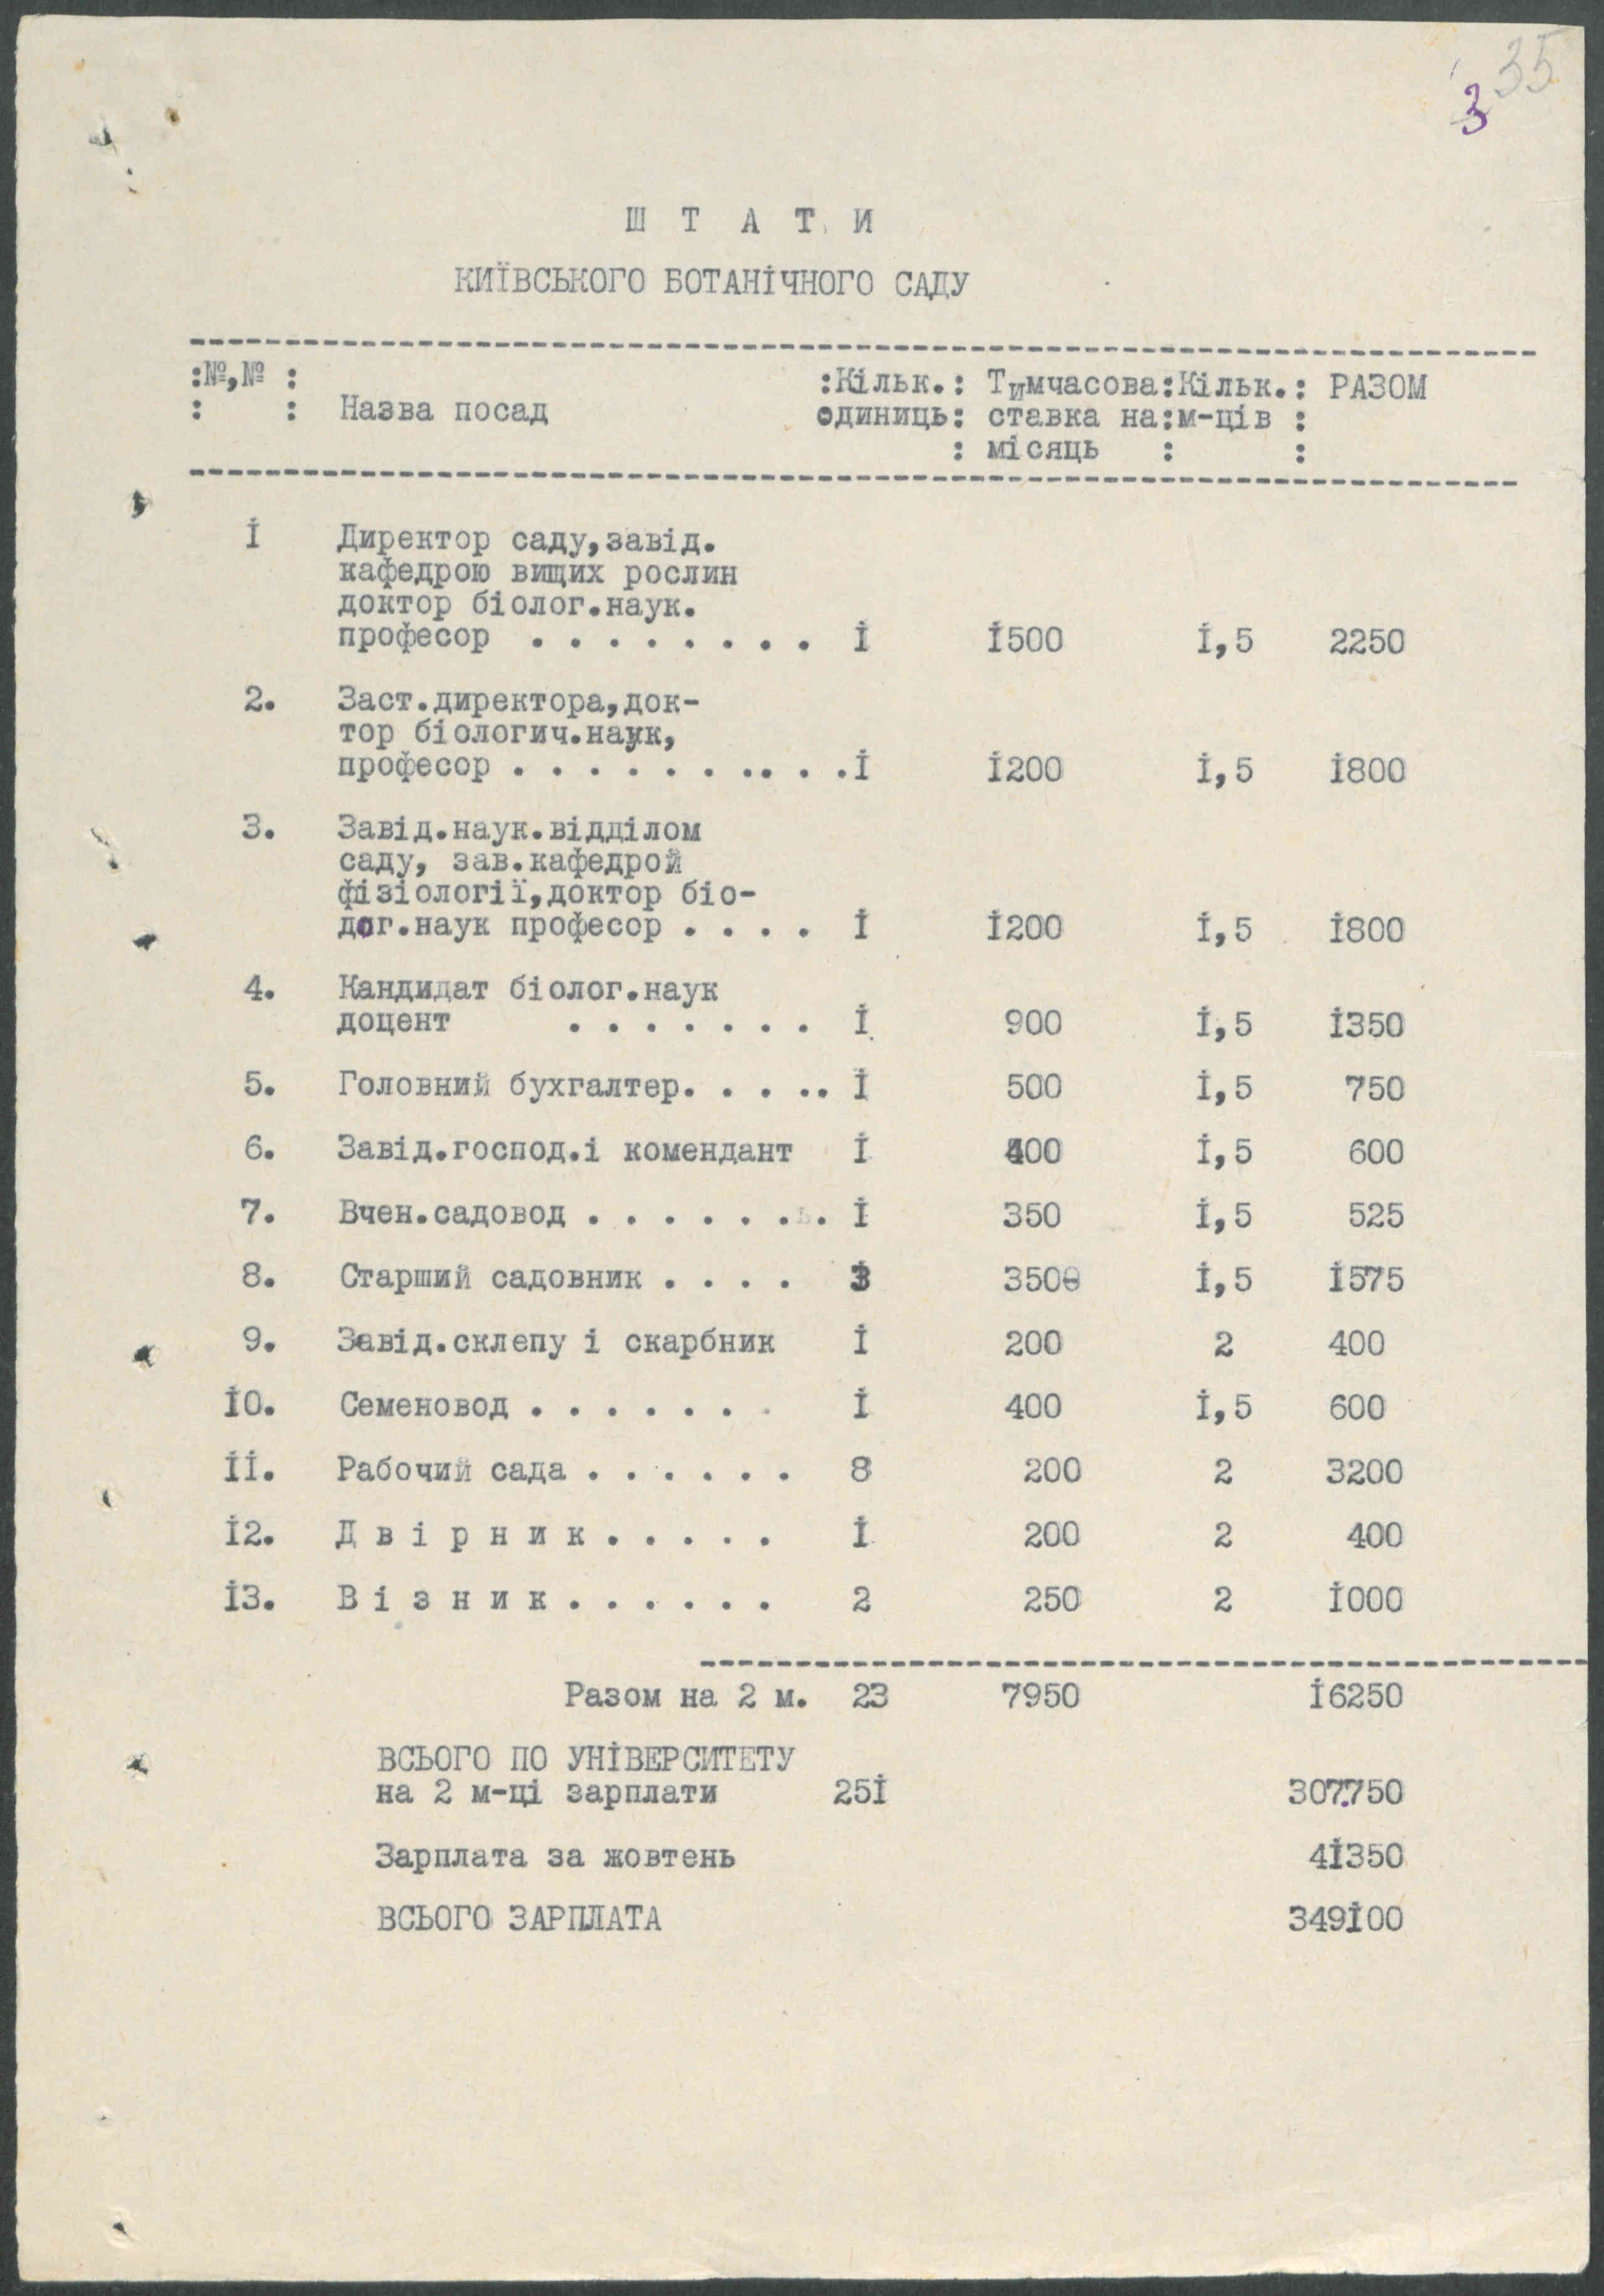 35
3
Ш Т А Т И
КИЇВСЬКОГО БОТАНІЧНОГО САДУ
:№,№ : :Кільк.: Тимчасова:Кільк.: РАЗОМ
: : Назва посад одиниць: ставка на:м-ців :
: місяць : :
І Директор саду,завід.
кафедрою вищих рослин
доктор біолог.наук.
професор . . . . . . . . І І500 І,5 2250
2. Заст.директора,док-
тор біологич.наук,
професор . . . . . . . .. . .І І200 І,5 І800
3. Завід.наук.відділом
саду, зав.кафедрой
фізіології,доктор біо-
дог.наук професор . . . . І І200 І,5 І800
4. Кандидат біолог.наук
доцент . . . . . . . І 900 І,5 І350
5. Головний бухгалтер. . . .. І 500 І,5 750
6. Завід.господ.і комендант І 400 І,5 600
7. Вчен.садовод . . . . . . . І 350 І,5 525
8. Старший садовник . . . . 3 350 І,5 І575
9. Завід.склепу і скарбник І 200 2 400
І0. Семеновод . . . . . . . І 400 І,5 600
ІІ. Рабочий сада . . . . . . 8 200 2 3200
І2. Д в і р н и к . . . . . І 200 2 400
І3. В і з н и к . . . . . . 2 250 2 І000
Разом на 2 м. 23 7950 І6250
ВСЬОГО ПО УНІВЕРСИТЕТУ
на 2 м-ці зарплати 25І 307.750
Зарплата за жовтень 4І350
ВСЬОГО ЗАРПЛАТА 349І00